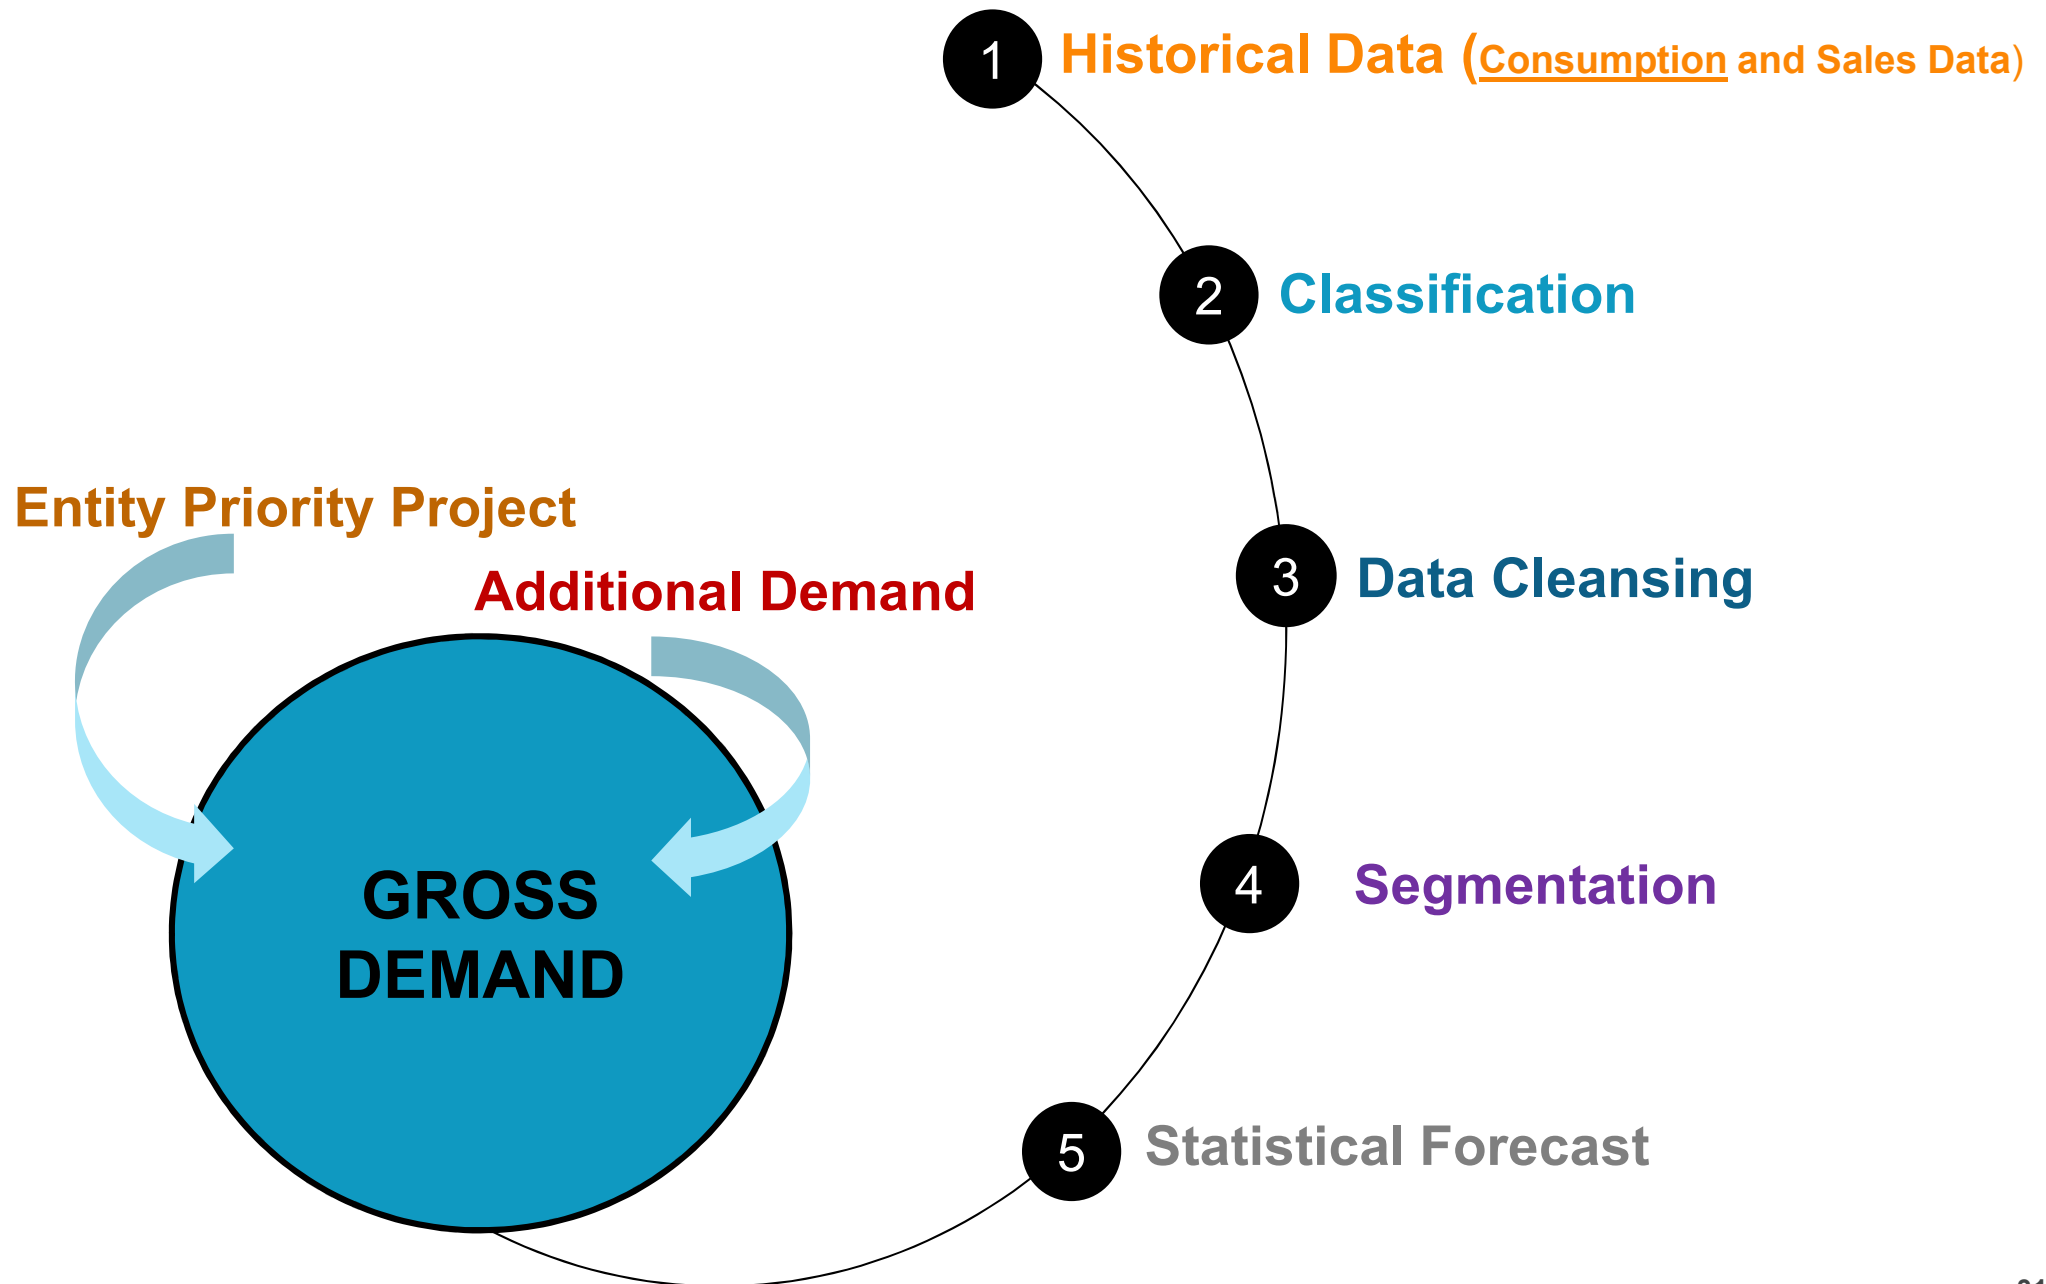 1 Historical Data (Consumption and Sales Data)
2 Classification
Entity Priority Project
3 Data Cleansing
Additional Demand
4 Segmentation
GROSS
DEMAND
5 Statistical Forecast